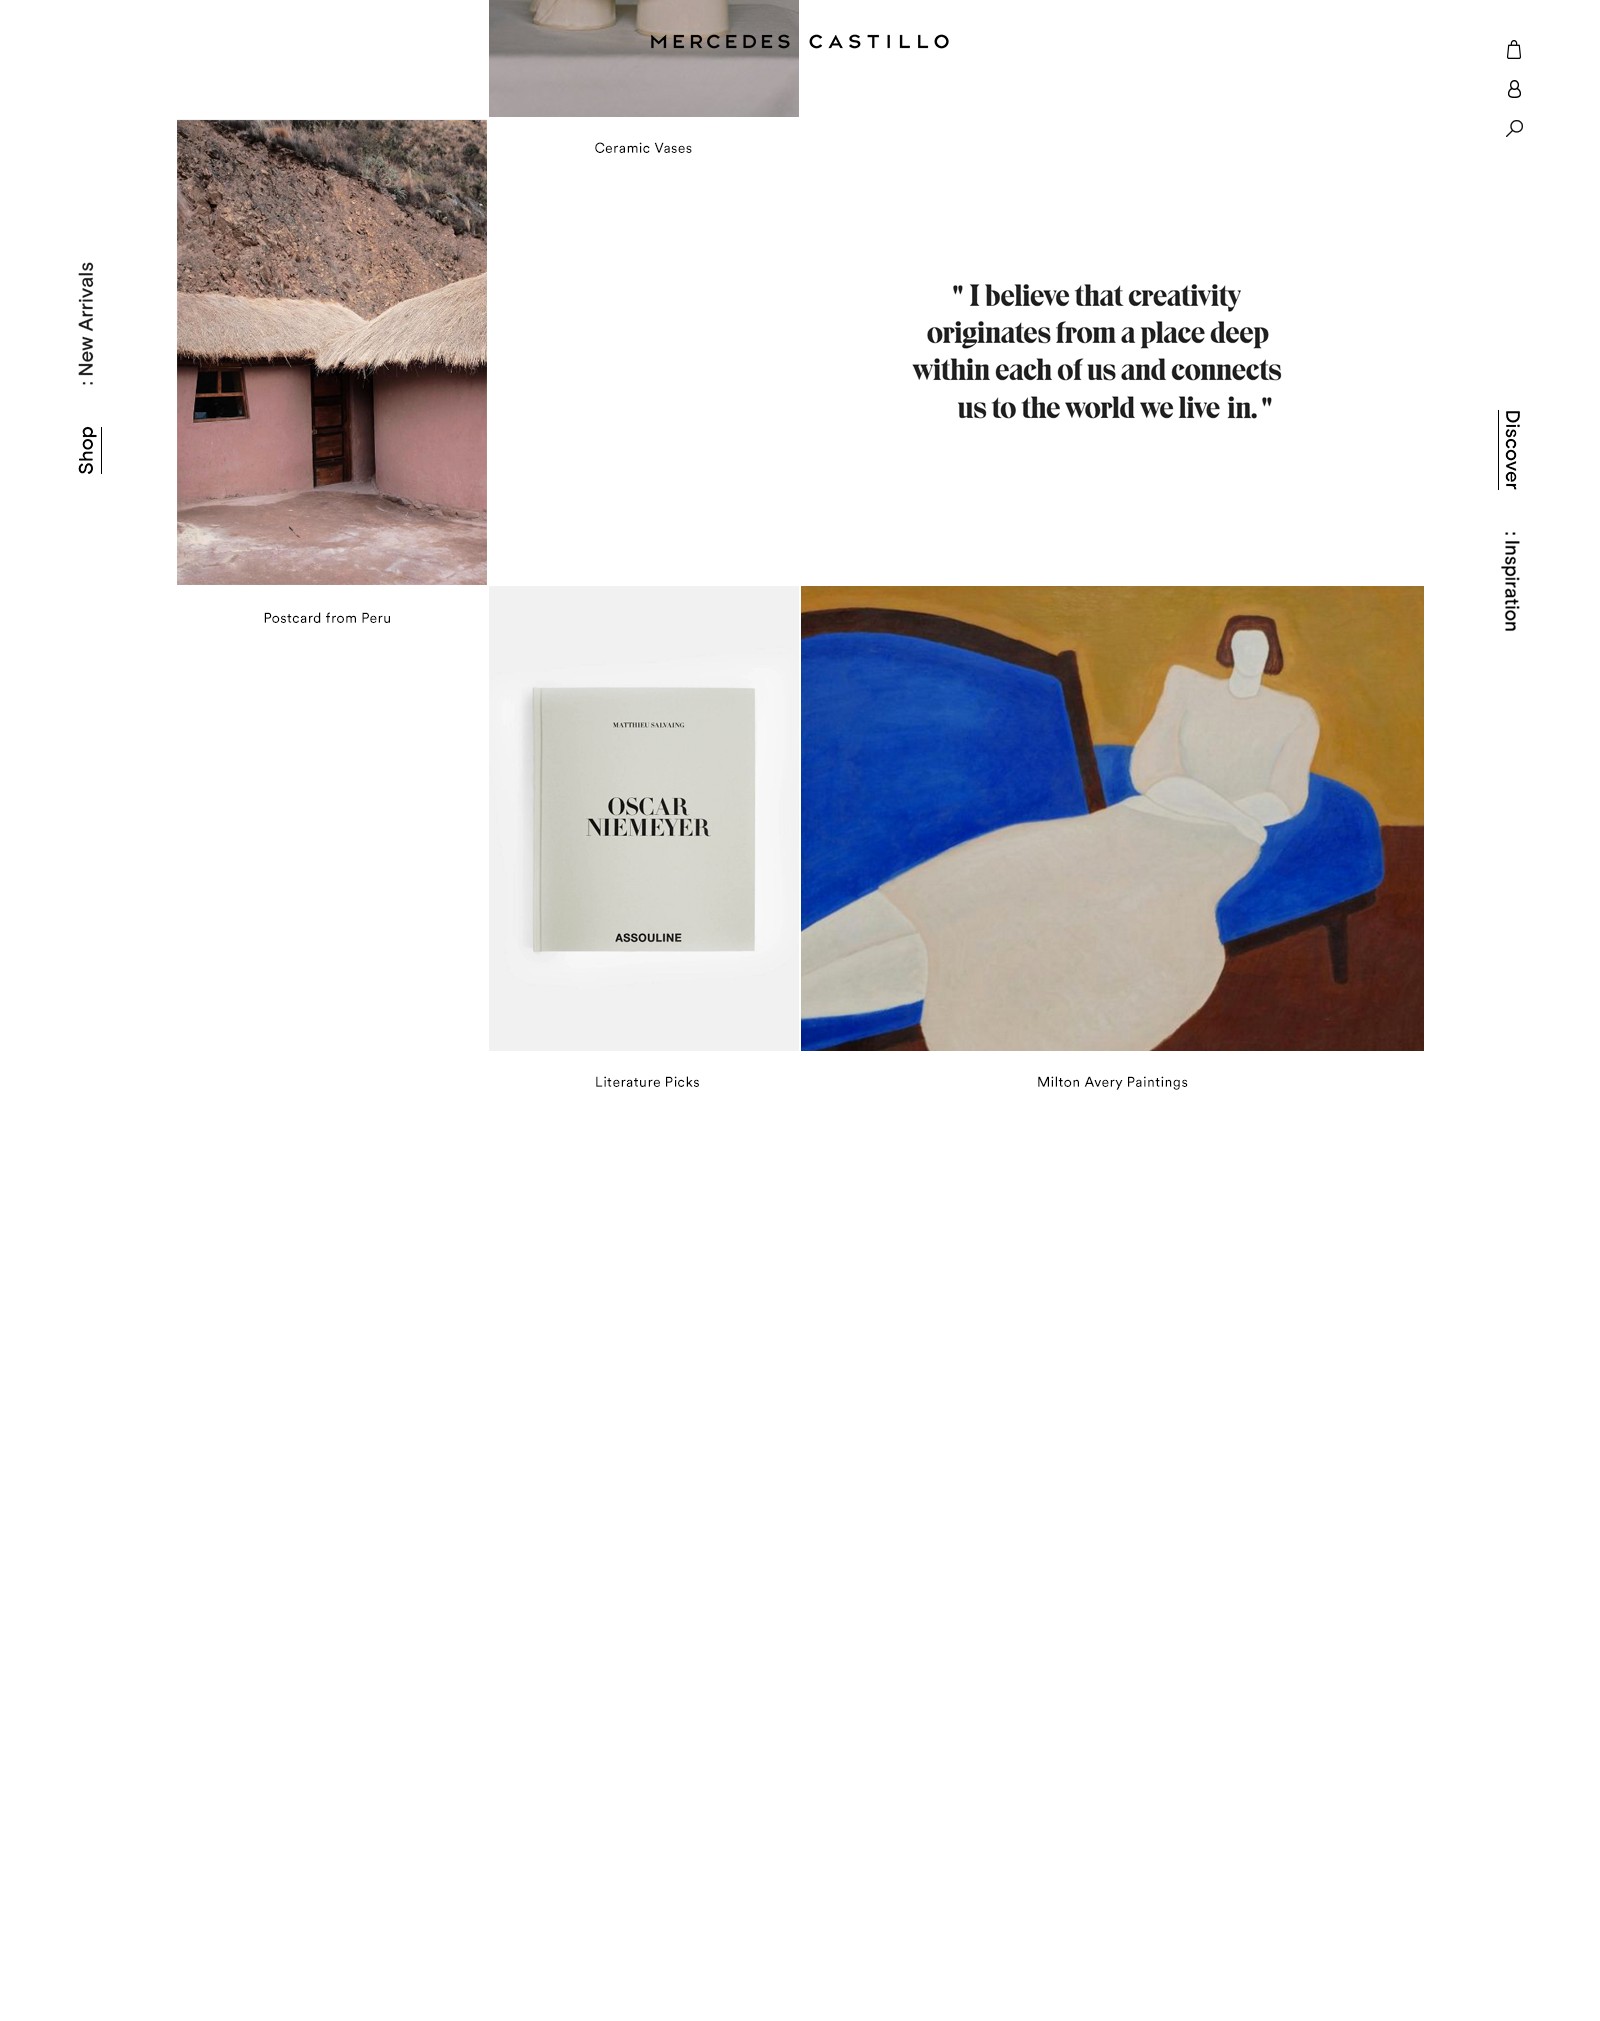 MERCEDES CASTILLO
Ceramic Vases
: New Arrivals
Shop
" I believe that creativity
originates from a place deep
within each of us and connects
us to the world we live in. "
Discover
: Inspiration
Postcard from Peru
MATTHIEU SALVAING
OSCAR
NIEMEYER
ASSOULINE
Literature Picks
Milton Avery Paintings